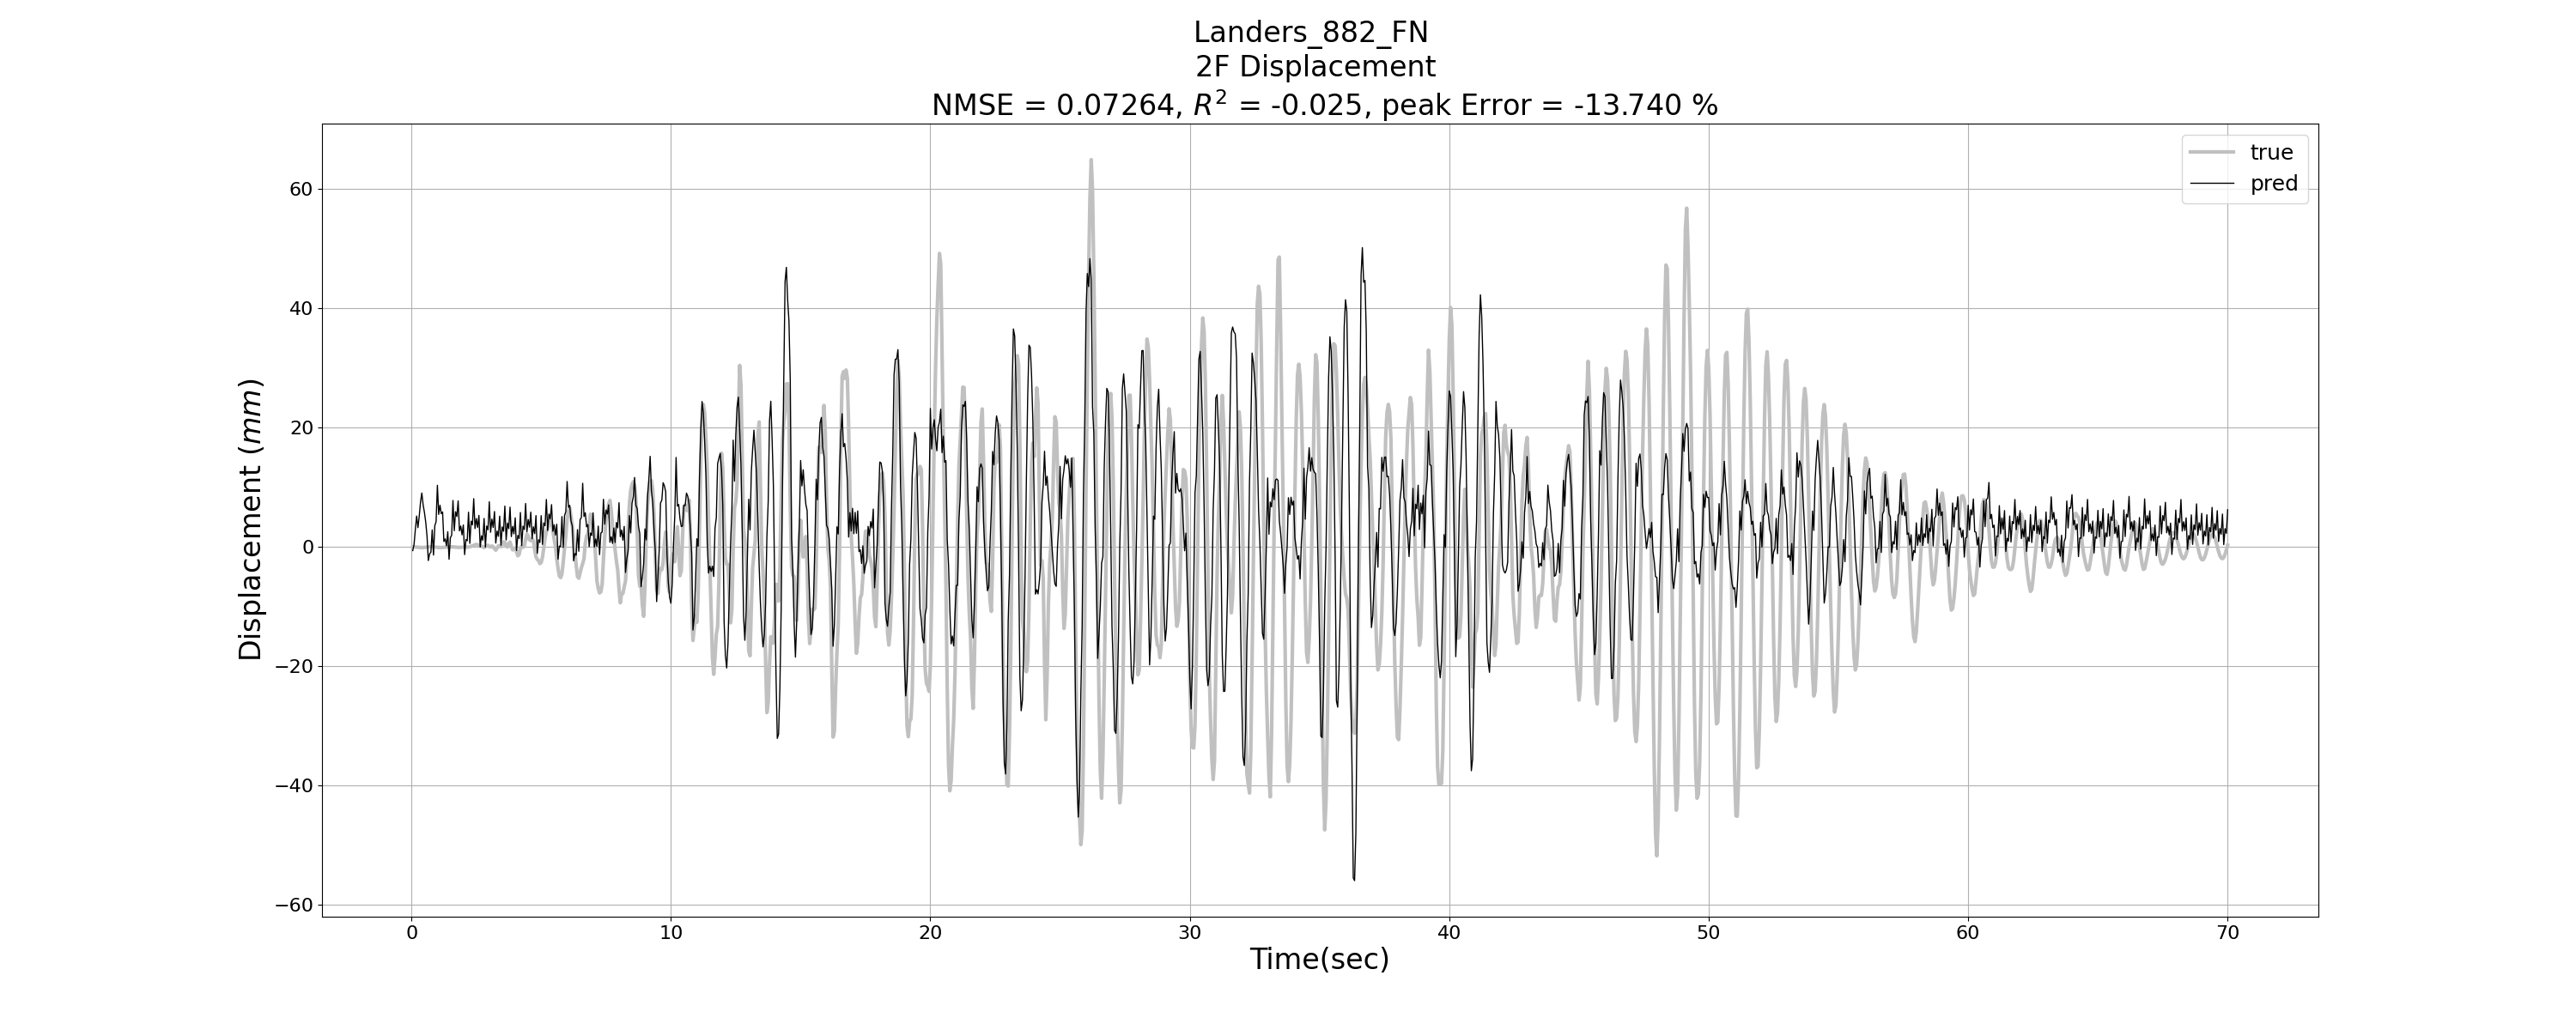 Landers_882_FN
2F Displacement
NMSE = 0.07264, R² = -0.025, peak Error = -13.740 %
true
pred
60
40
20
0
−20
−40
−60
Displacement (mm)
0 10 20 30 40 50 60 70
Time(sec)